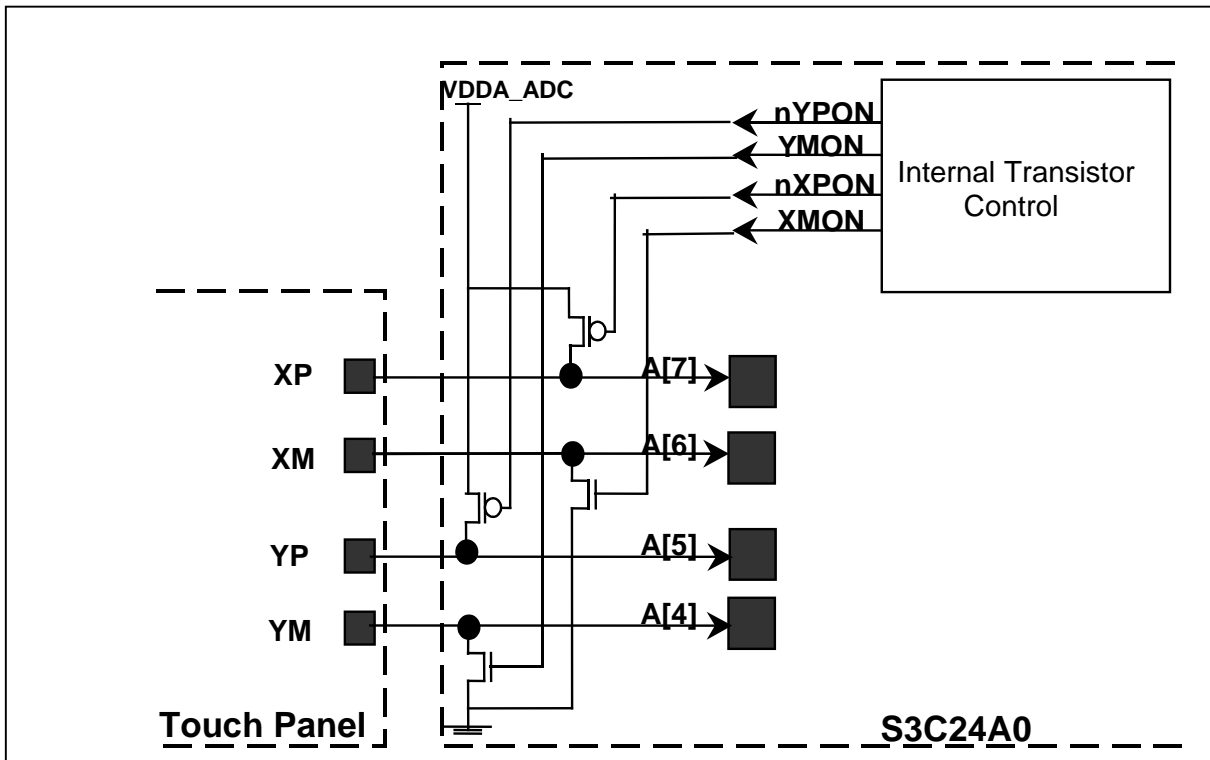 VDDA_ADC
nYPON
YMON
nXPON
XMON
Internal Transistor
Control
XP
A[7]
XM
A[6]
YP
A[5]
YM
A[4]
Touch Panel
S3C24A0